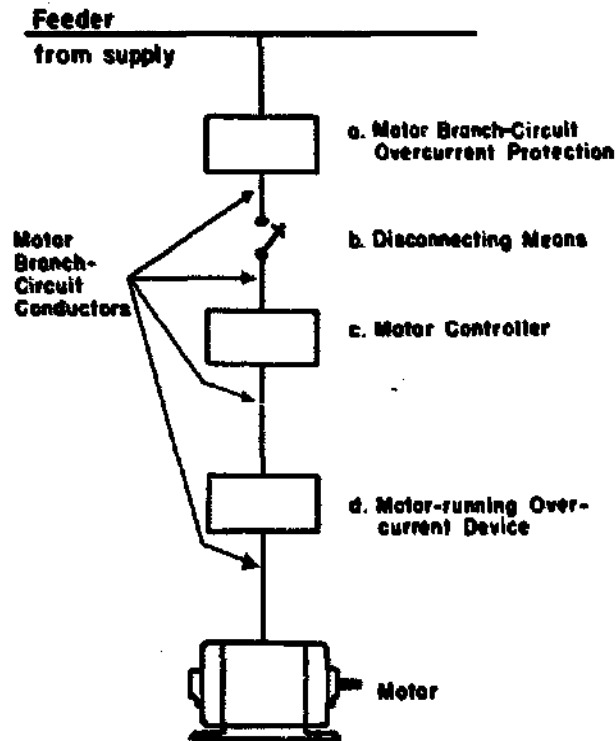 Feeder
from supply
a. Motor Branch-Circuit
Overcurrent Protection
Motor
Branch-
Circuit
Conductors
b. Disconnecting Means
c. Motor Controller
d. Motor-running Over-
current Device
Motor